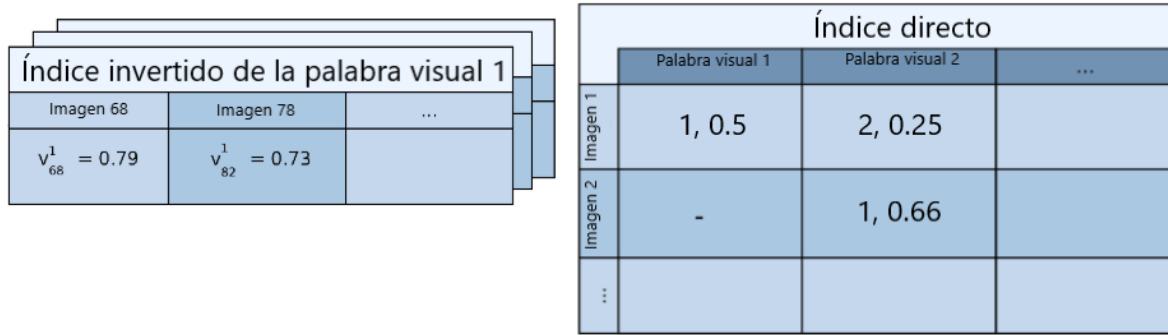 Índice invertido de la palabra visual 1
Imagen 68 Imagen 78 ...
v¹₆₈ = 0.79 v¹₈₂ = 0.73
Índice directo
Palabra visual 1 Palabra visual 2 ...
Imagen 1 1, 0.5 2, 0.25
Imagen 2 - 1, 0.66
...